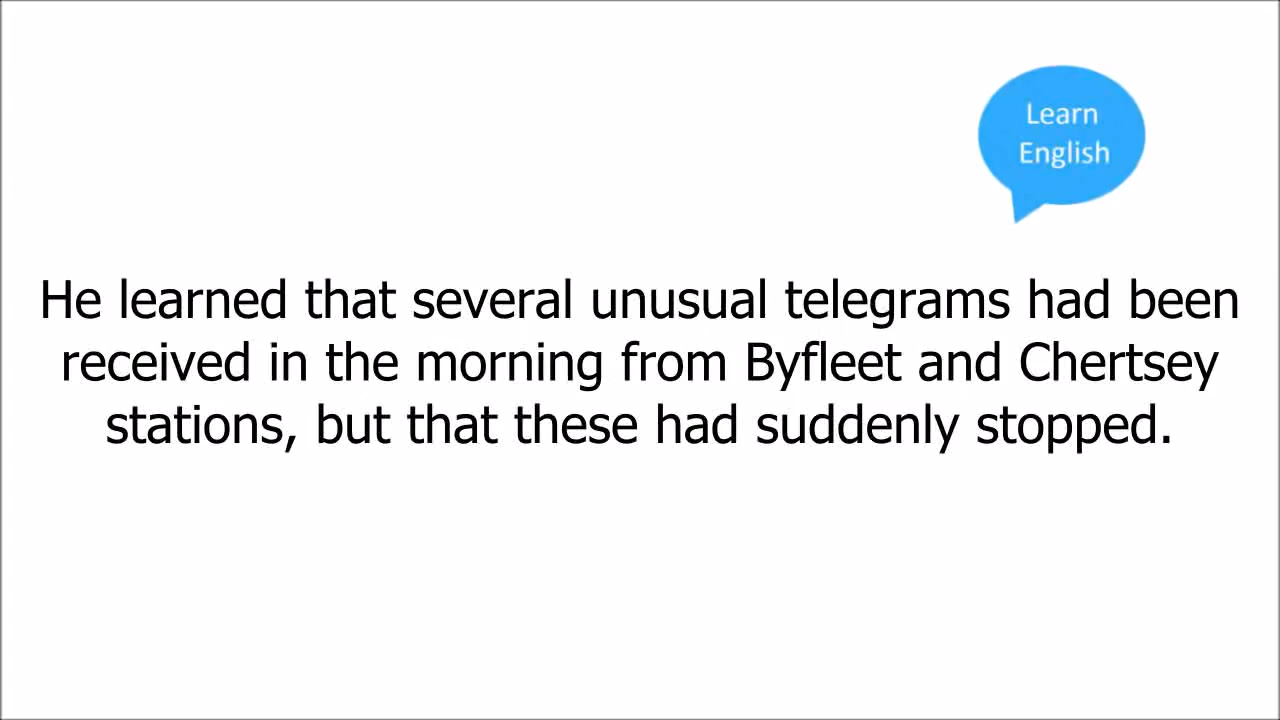 Learn
English
He learned that several unusual telegrams had been
received in the morning from Byfleet and Chertsey
stations, but that these had suddenly stopped.